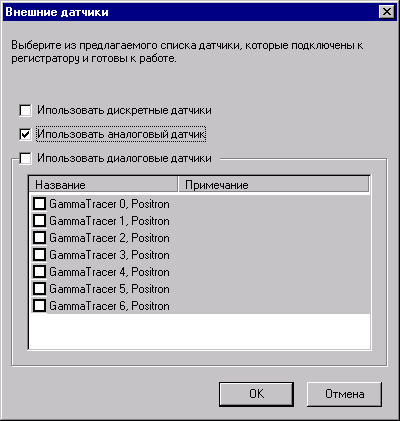 Внешние датчики
Выберите из предлагаемого списка датчики, которые подключены к
регистратору и готовы к работе.
Ипользовать дискретные датчики
Ипользовать аналоговый датчик
Ипользовать диалоговые датчики
Название Примечание
GammaTracer 0, Positron
GammaTracer 1, Positron
GammaTracer 2, Positron
GammaTracer 3, Positron
GammaTracer 4, Positron
GammaTracer 5, Positron
GammaTracer 6, Positron
OK Отмена